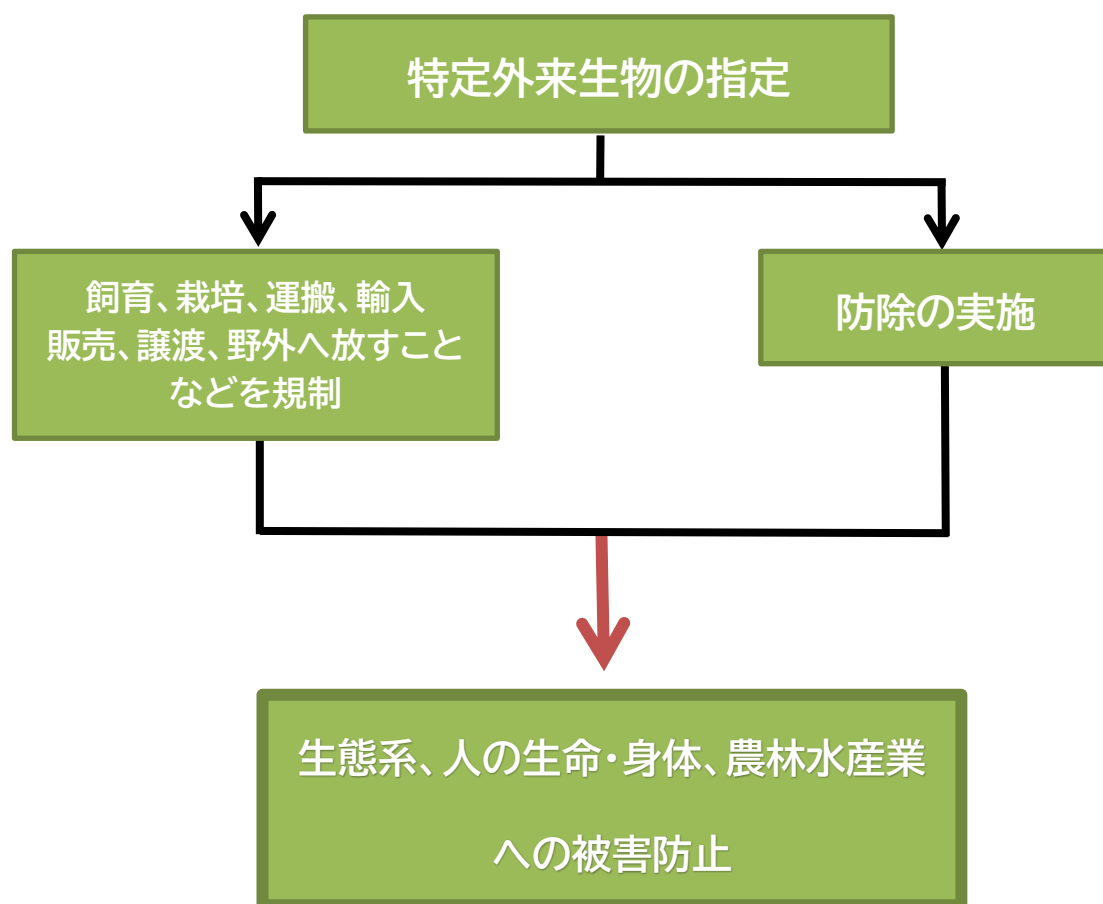 特定外来生物の指定
飼育、栽培、運搬、輸入
販売、譲渡、野外へ放すこと
などを規制
防除の実施
生態系、人の生命・身体、農林水産業
への被害防止